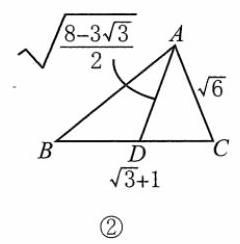 √((8-3√3)/2)
A
√6
B D C
√3+1
②